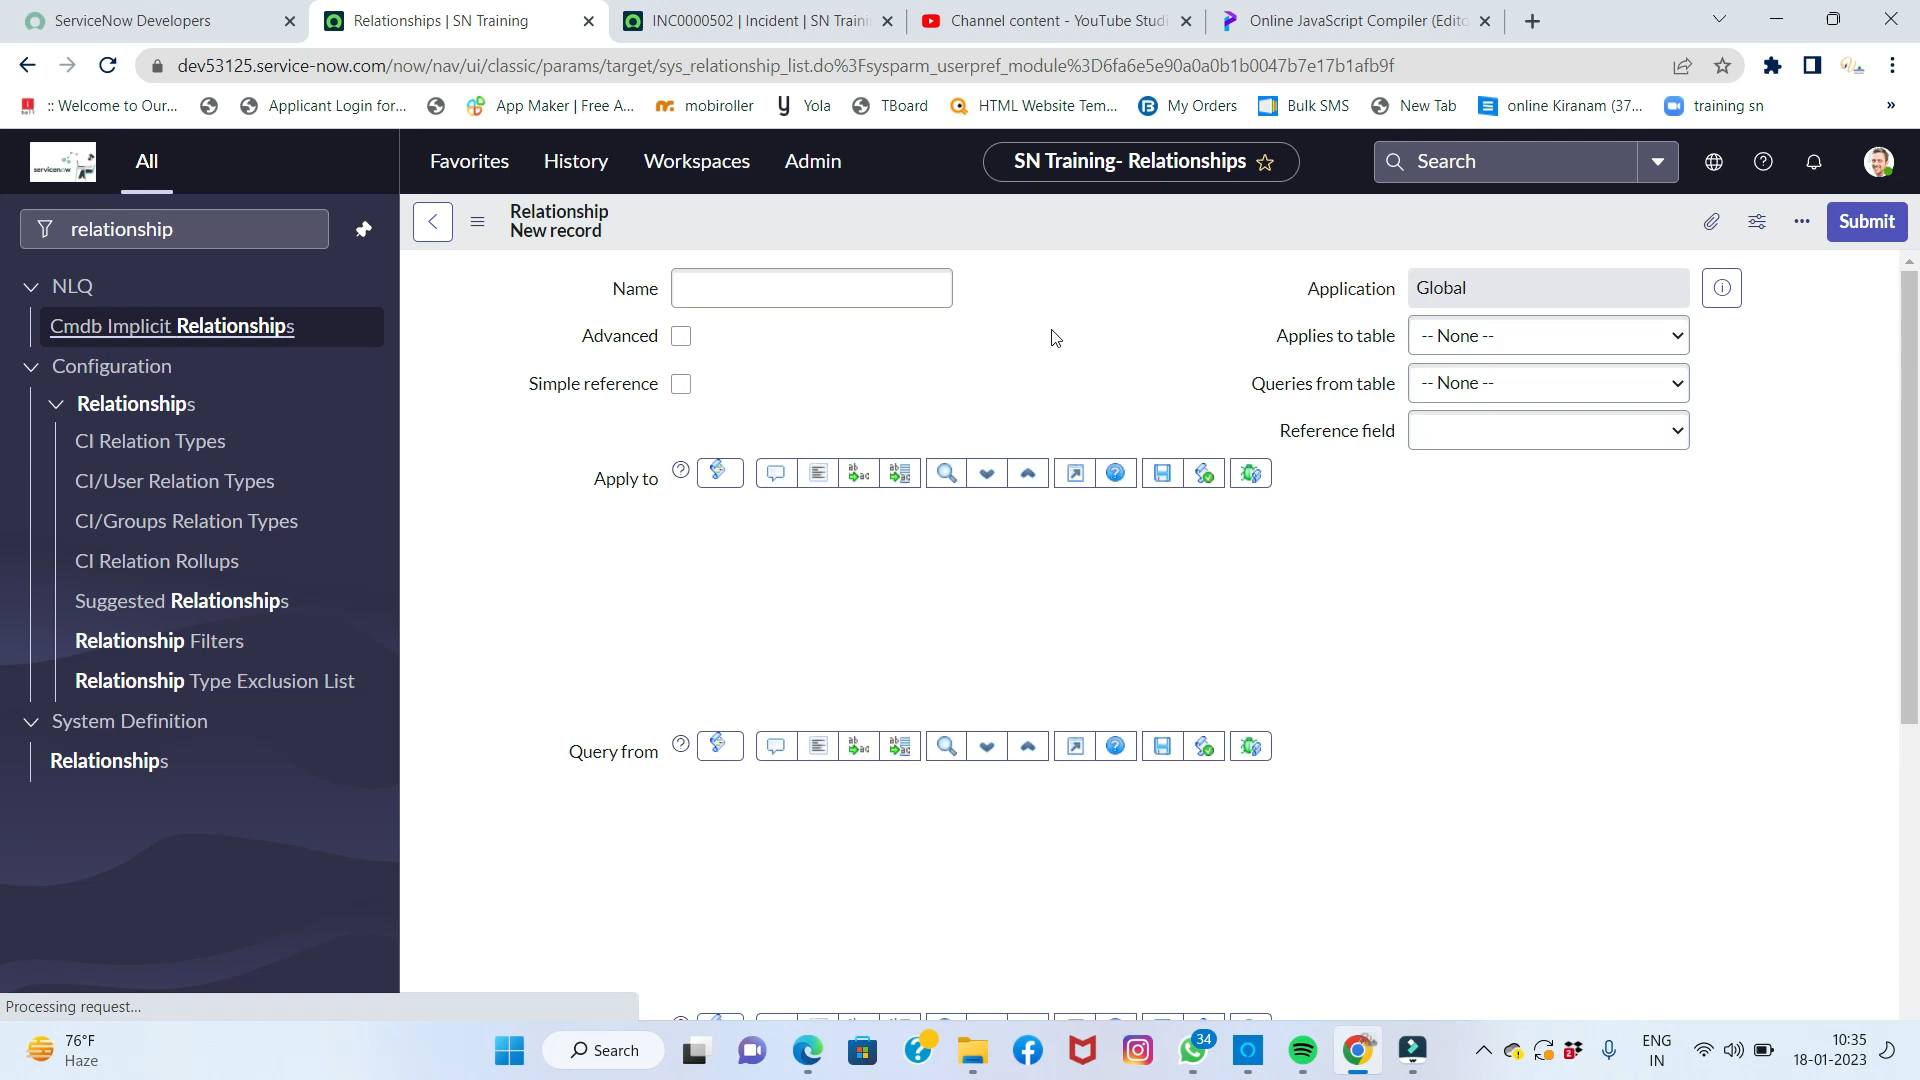 ServiceNow Developers
Relationships | SN Training
INC0000502 | Incident | SN Traini
Channel content - YouTube Studi
Online JavaScript Compiler (Edito
dev53125.service-now.com/now/nav/ui/classic/params/target/sys_relationship_list.do%3Fsysparm_userpref_module%3D6fa6e5e90a0a0b1b0047b7e17b1afb9f
:: Welcome to Our...
Applicant Login for...
App Maker | Free A...
mobiroller
Yola
TBoard
HTML Website Tem...
My Orders
Bulk SMS
New Tab
online Kiranam (37...
training sn
»
servicenow
All
Favorites
History
Workspaces
Admin
SN Training- Relationships
Search
relationship
Relationship
New record
Submit
NLQ
Cmdb Implicit Relationships
Configuration
Relationships
CI Relation Types
CI/User Relation Types
CI/Groups Relation Types
CI Relation Rollups
Suggested Relationships
Relationship Filters
Relationship Type Exclusion List
System Definition
Relationships
Name
Application
Global
Advanced
Applies to table
-- None --
Simple reference
Queries from table
-- None --
Reference field
Apply to
Query from
Processing request...
76°F
Haze
Search
34
2
ENG
IN
10:35
18-01-2023